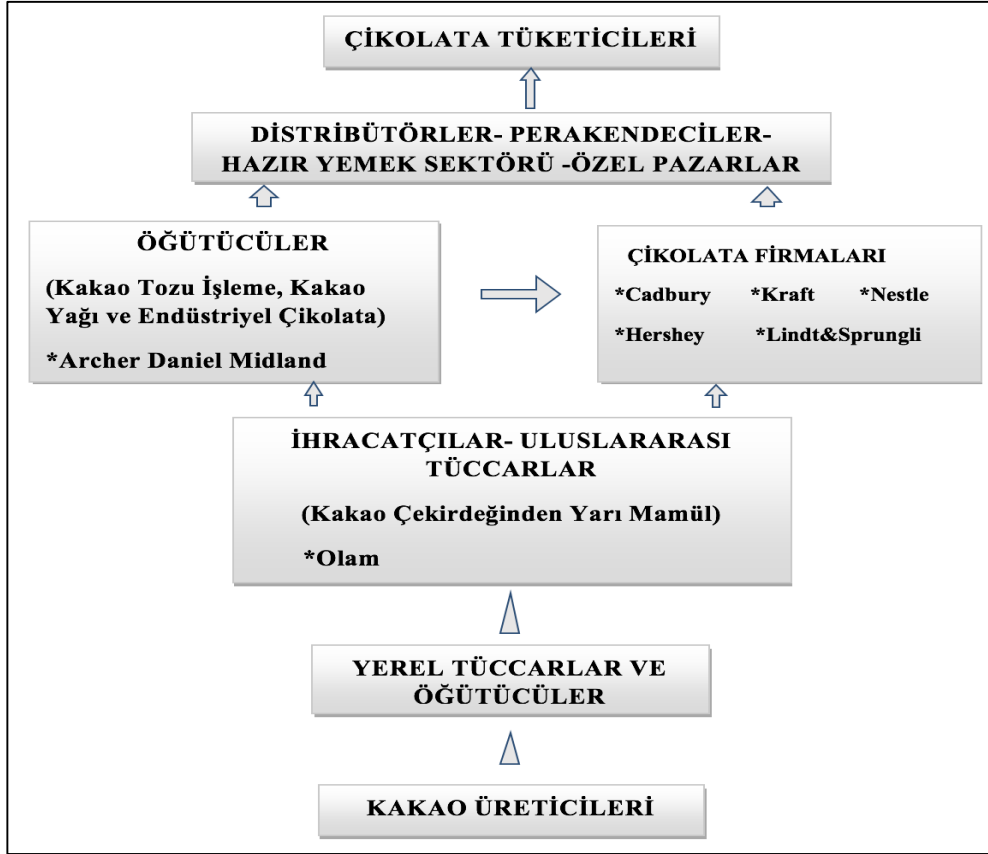 ÇİKOLATA TÜKETİCİLERİ
DİSTRİBÜTÖRLER- PERAKENDECİLER-
HAZIR YEMEK SEKTÖRÜ -ÖZEL PAZARLAR
ÖĞÜTÜCÜLER
(Kakao Tozu İşleme, Kakao
Yağı ve Endüstriyel Çikolata)
*Archer Daniel Midland
ÇİKOLATA FİRMALARI
*Cadbury *Kraft *Nestle
*Hershey *Lindt&Sprungli
İHRACATÇILAR- ULUSLARARASI
TÜCCARLAR
(Kakao Çekirdeğinden Yarı Mamül)
*Olam
YEREL TÜCCARLAR VE
ÖĞÜTÜCÜLER
KAKAO ÜRETİCİLERİ